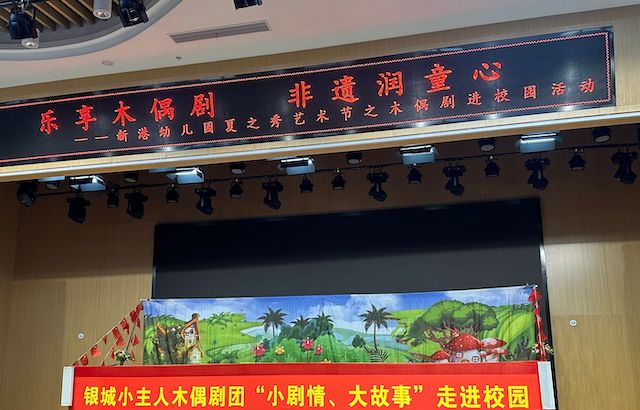 乐享木偶剧 非遗润童心
——新港幼儿园夏之秀艺术节之木偶剧进校园活动
银城小主人木偶剧团“小剧情、大故事”走进校园